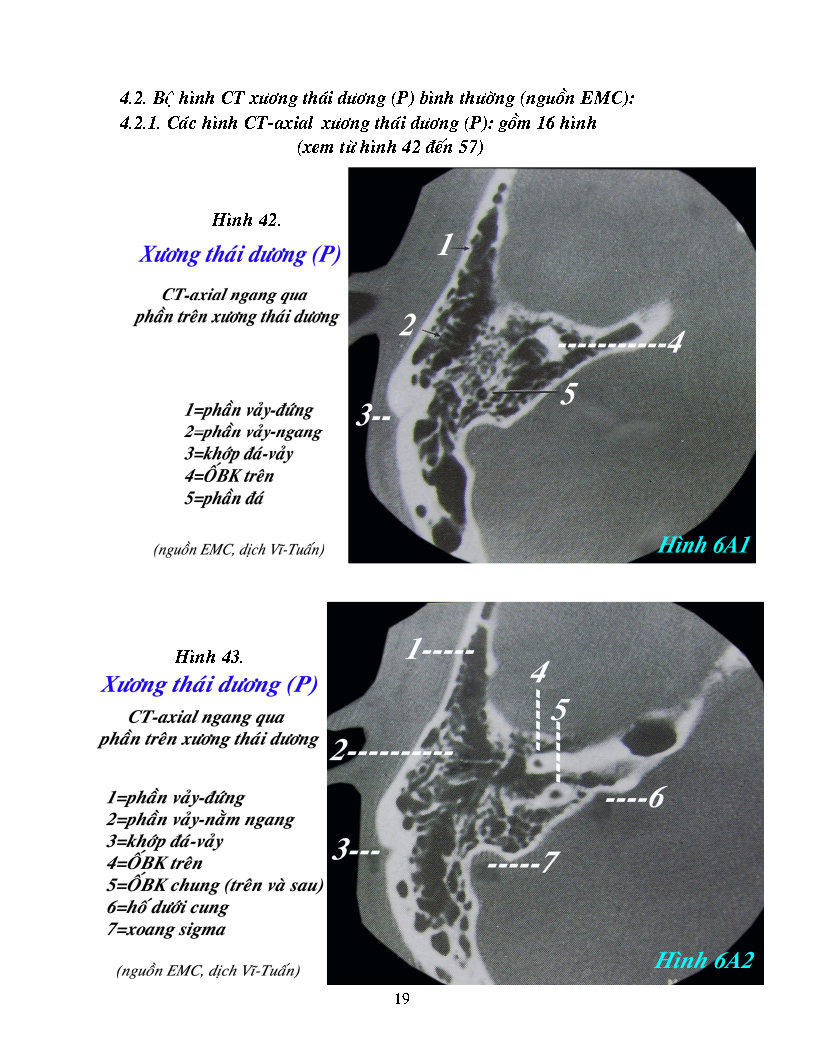 4.2. Bộ hình CT xương thái dương (P) bình thường (nguồn EMC):
4.2.1. Các hình CT-axial xương thái dương (P): gồm 16 hình
(xem từ hình 42 đến 57)
Hình 42.
Xương thái dương (P)
CT-axial ngang qua
phần trên xương thái dương
1=phần vảy-đứng
2=phần vảy-ngang
3=khớp đá-vảy
4=ỐBK trên
5=phần đá
(nguồn EMC, dịch Vĩ-Tuấn)
1
2
3--
-----------4
5
Hình 6A1
Hình 43.
Xương thái dương (P)
CT-axial ngang qua
phần trên xương thái dương
1=phần vảy-đứng
2=phần vảy-nằm ngang
3=khớp đá-vảy
4=ỐBK trên
5=ỐBK chung (trên và sau)
6=hố dưới cung
7=xoang sigma
(nguồn EMC, dịch Vĩ-Tuấn)
1-----
4
5
2----------
----6
3---
-----7
Hình 6A2
19